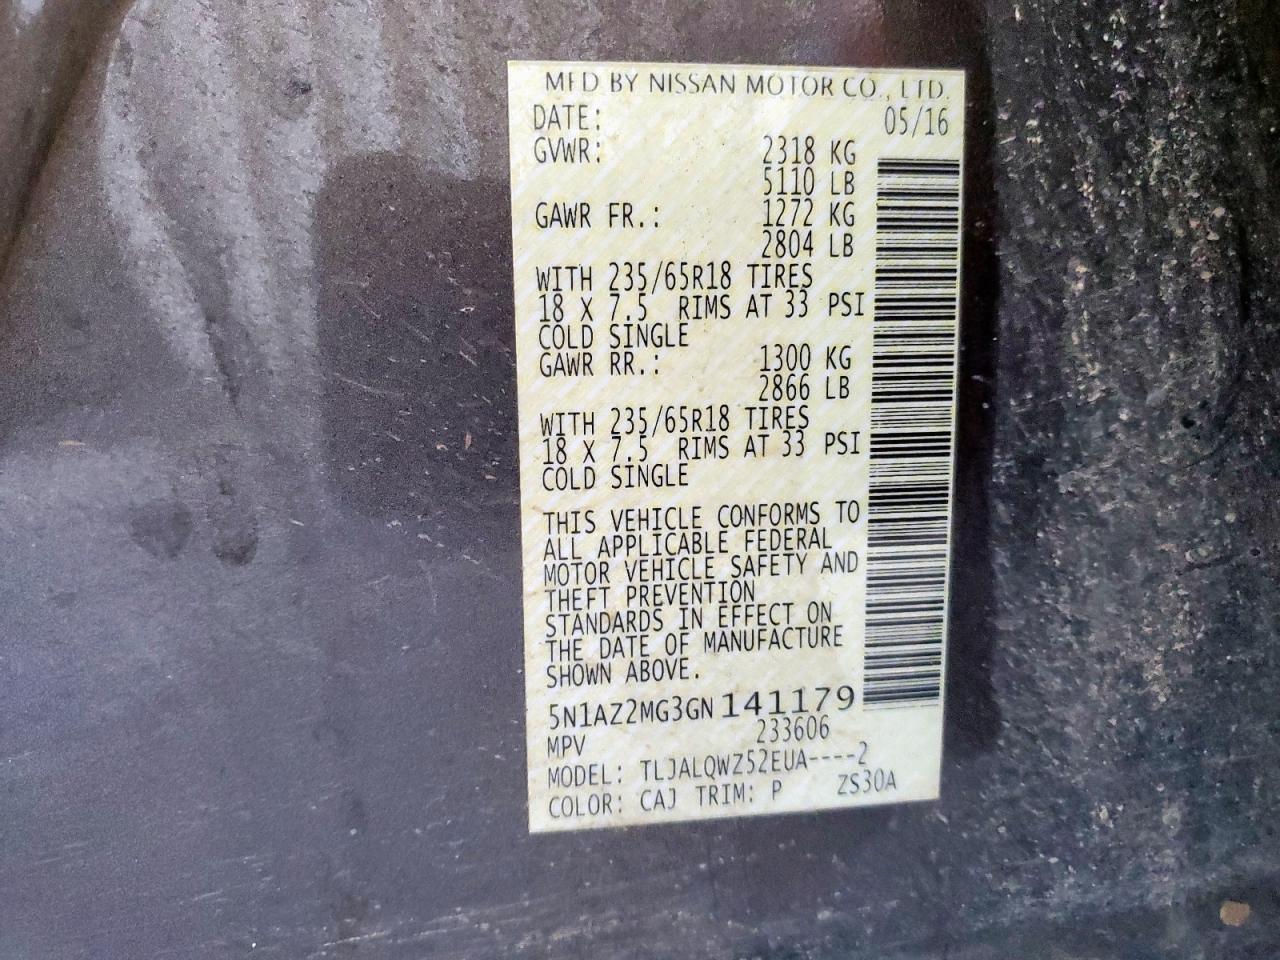 MFD BY NISSAN MOTOR CO., LTD.
DATE: 05/16
GVWR: 2318 KG
5110 LB
GAWR FR.: 1272 KG
2804 LB
WITH 235/65R18 TIRES
18 X 7.5 RIMS AT 33 PSI
COLD SINGLE
GAWR RR.: 1300 KG
2866 LB
WITH 235/65R18 TIRES
18 X 7.5 RIMS AT 33 PSI
COLD SINGLE
THIS VEHICLE CONFORMS TO
ALL APPLICABLE FEDERAL
MOTOR VEHICLE SAFETY AND
THEFT PREVENTION
STANDARDS IN EFFECT ON
THE DATE OF MANUFACTURE
SHOWN ABOVE.
5N1AZ2MG3GN141179
MPV 233606
MODEL: TLJALQWZ52EUA----2
COLOR: CAJ TRIM: P ZS30A